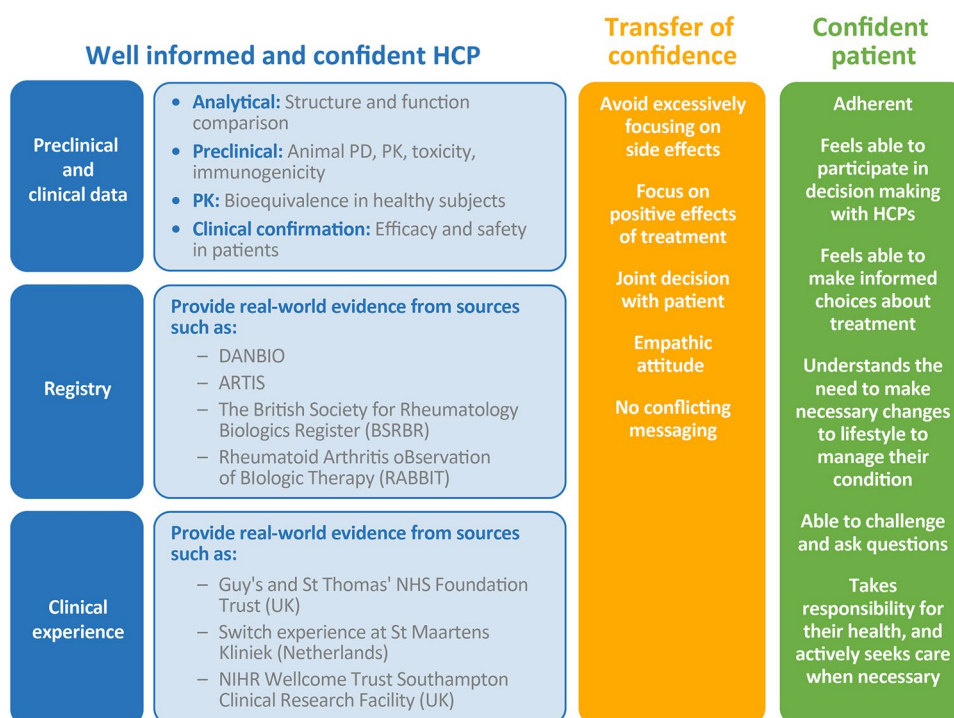 Well informed and confident HCP
Transfer of
confidence
Confident
patient
Preclinical
and
clinical data
• Analytical: Structure and function
comparison
• Preclinical: Animal PD, PK, toxicity,
immunogenicity
• PK: Bioequivalence in healthy subjects
• Clinical confirmation: Efficacy and safety
in patients
Registry
Provide real-world evidence from sources
such as:
– DANBIO
– ARTIS
– The British Society for Rheumatology
Biologics Register (BSRBR)
– Rheumatoid Arthritis oBservation
of BIologic Therapy (RABBIT)
Clinical
experience
Provide real-world evidence from sources
such as:
– Guy's and St Thomas' NHS Foundation
Trust (UK)
– Switch experience at St Maartens
Kliniek (Netherlands)
– NIHR Wellcome Trust Southampton
Clinical Research Facility (UK)
Avoid excessively
focusing on
side effects
Focus on
positive effects
of treatment
Joint decision
with patient
Empathic
attitude
No conflicting
messaging
Adherent
Feels able to
participate in
decision making
with HCPs
Feels able to
make informed
choices about
treatment
Understands the
need to make
necessary changes
to lifestyle to
manage their
condition
Able to challenge
and ask questions
Takes
responsibility for
their health, and
actively seeks care
when necessary